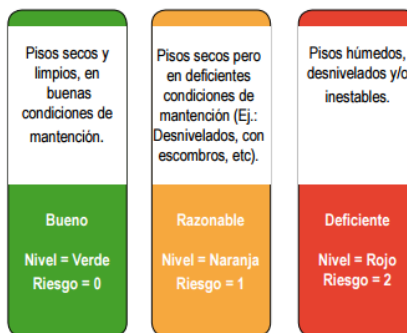 Pisos secos y
limpios, en
buenas
condiciones de
mantención.
Bueno
Nivel = Verde
Riesgo = 0
Pisos secos pero
en deficientes
condiciones de
mantención (Ej.:
Desnivelados, con
escombros, etc).
Razonable
Nivel = Naranja
Riesgo = 1
Pisos húmedos,
desnivelados y/o
inestables.
Deficiente
Nivel = Rojo
Riesgo = 2